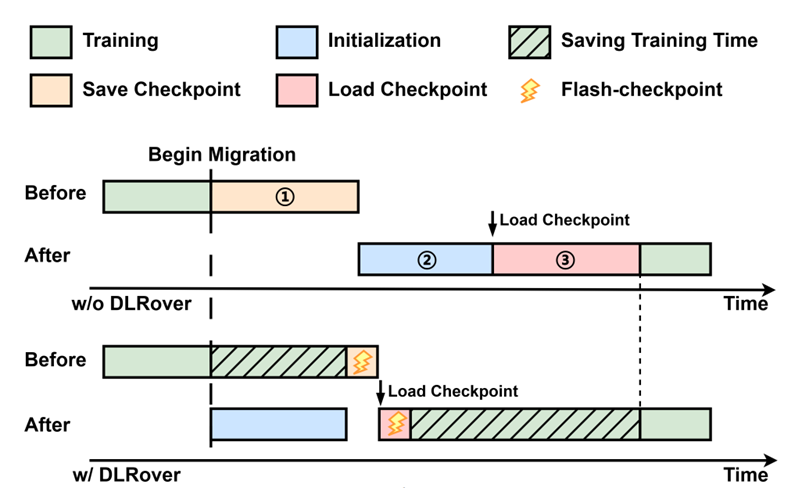 Training
Initialization
Saving Training Time
Save Checkpoint
Load Checkpoint
Flash-checkpoint
Begin Migration
Before
①
Load Checkpoint
After
②
③
w/o DLRover
Time
Before
Load Checkpoint
After
w/ DLRover
Time